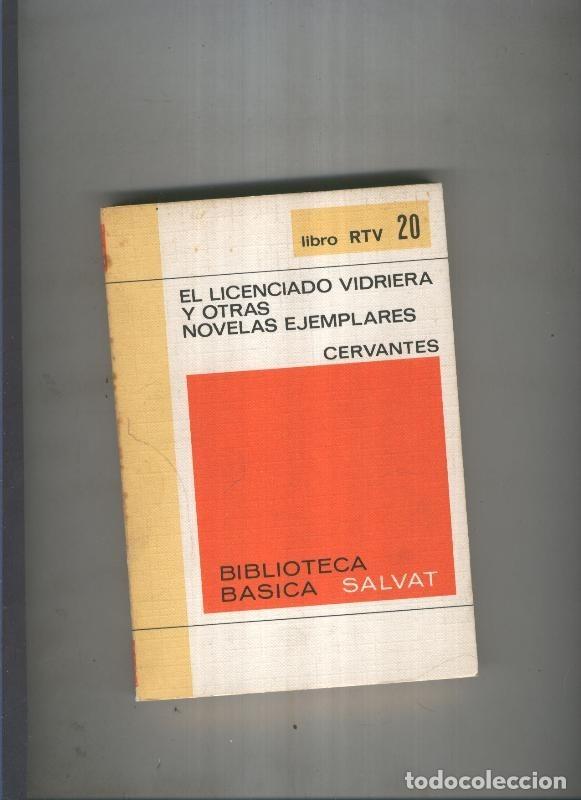 libro RTV 20
EL LICENCIADO VIDRIERA
Y OTRAS
NOVELAS EJEMPLARES
CERVANTES
BIBLIOTECA
BASICA SALVAT
todocoleccion